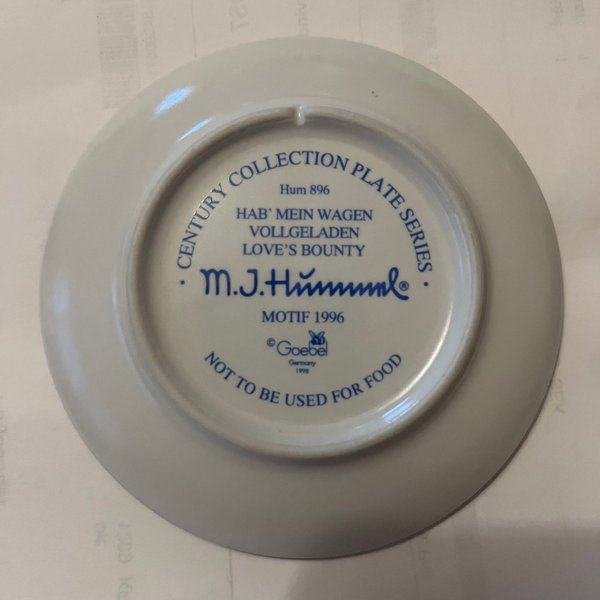 CENTURY COLLECTION PLATE SERIES
Hum 896
HAB' MEIN WAGEN
VOLLGELADEN
LOVE'S BOUNTY
M.J.Hummel®
MOTIF 1996
© Goebel
Germany
1998
NOT TO BE USED FOR FOOD